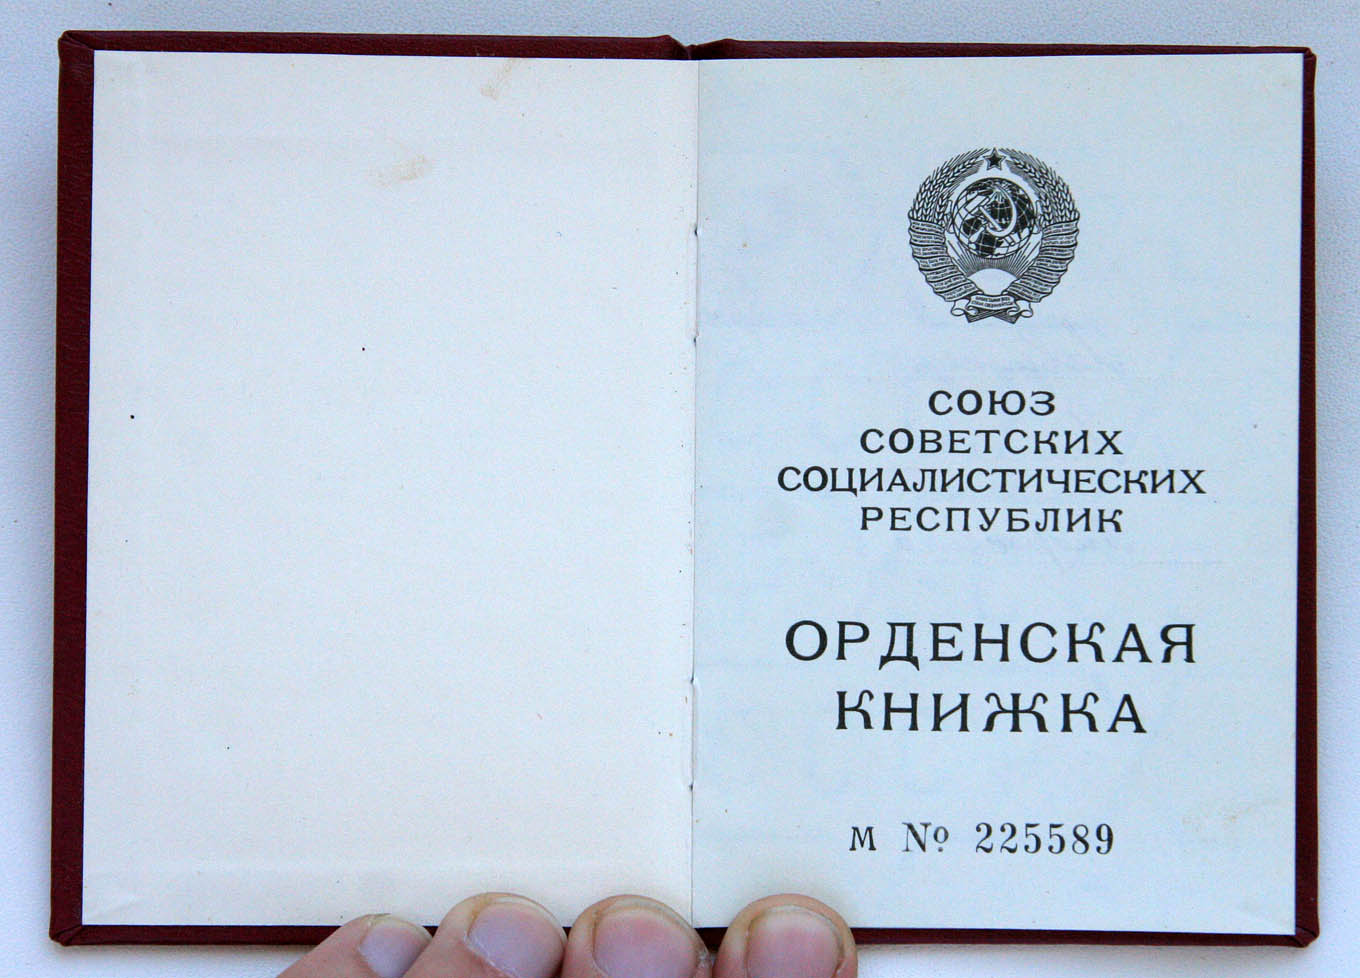 СОЮЗ
СОВЕТСКИХ
СОЦИАЛИСТИЧЕСКИХ
РЕСПУБЛИК
ОРДЕНСКАЯ
КНИЖКА
М № 225589